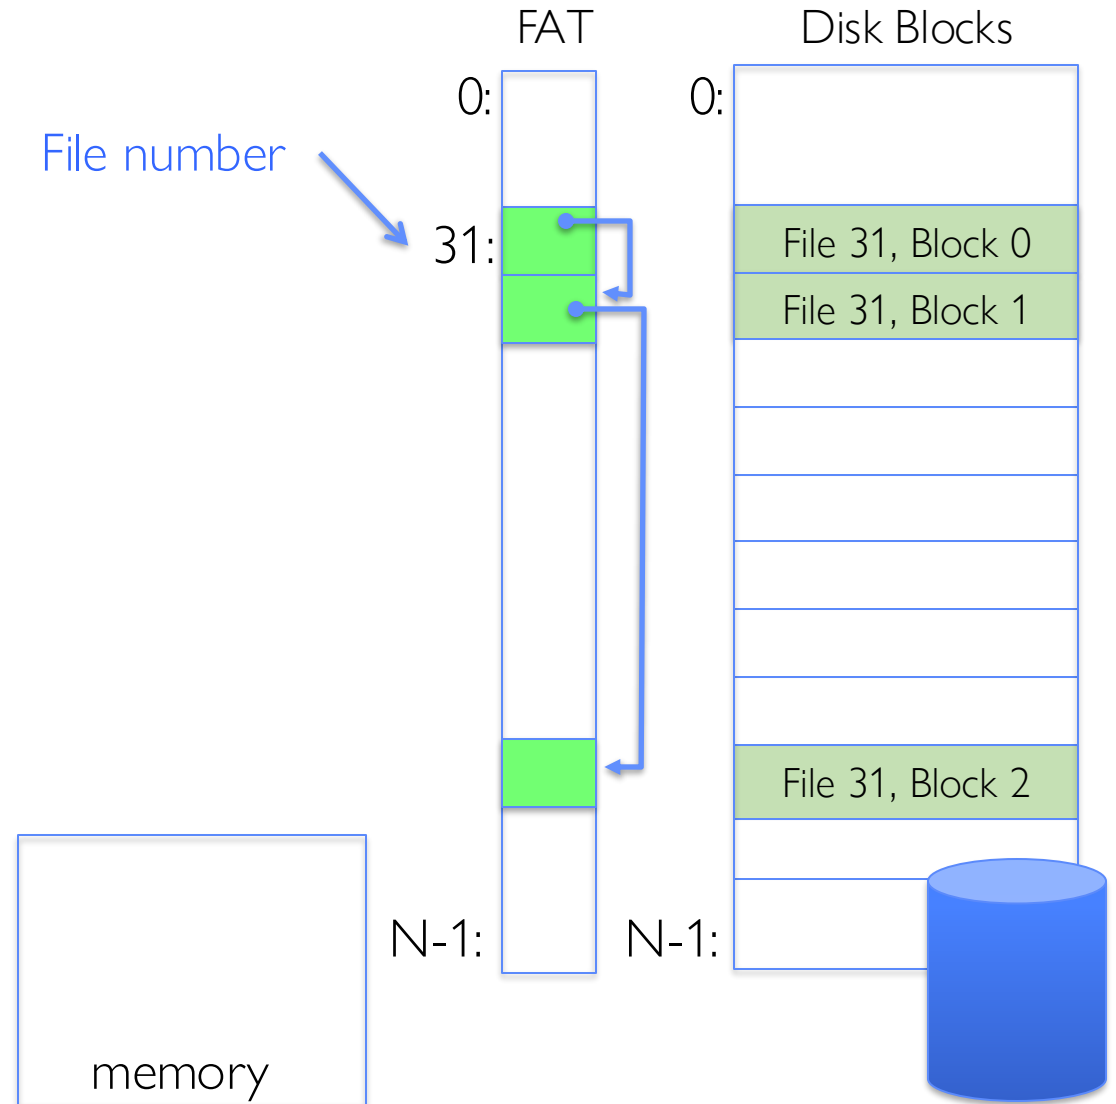 FAT
Disk Blocks
0:
0:
File number
31:
File 31, Block 0
File 31, Block 1
File 31, Block 2
N-1:
N-1:
memory